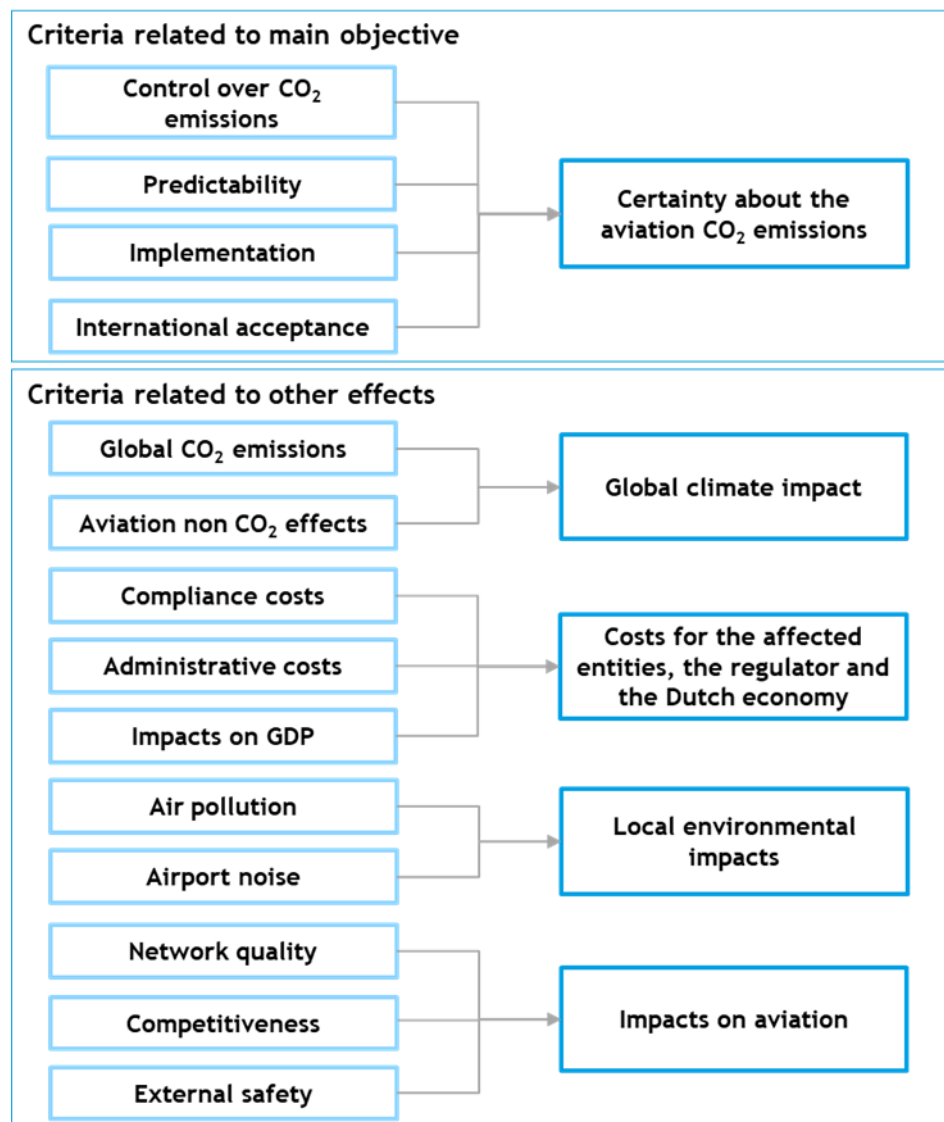 Criteria related to main objective
Control over CO₂
emissions
Predictability
Implementation
International acceptance
Certainty about the
aviation CO₂ emissions
Criteria related to other effects
Global CO₂ emissions
Aviation non CO₂ effects
Global climate impact
Compliance costs
Administrative costs
Impacts on GDP
Costs for the affected
entities, the regulator and
the Dutch economy
Air pollution
Airport noise
Local environmental
impacts
Network quality
Competitiveness
External safety
Impacts on aviation